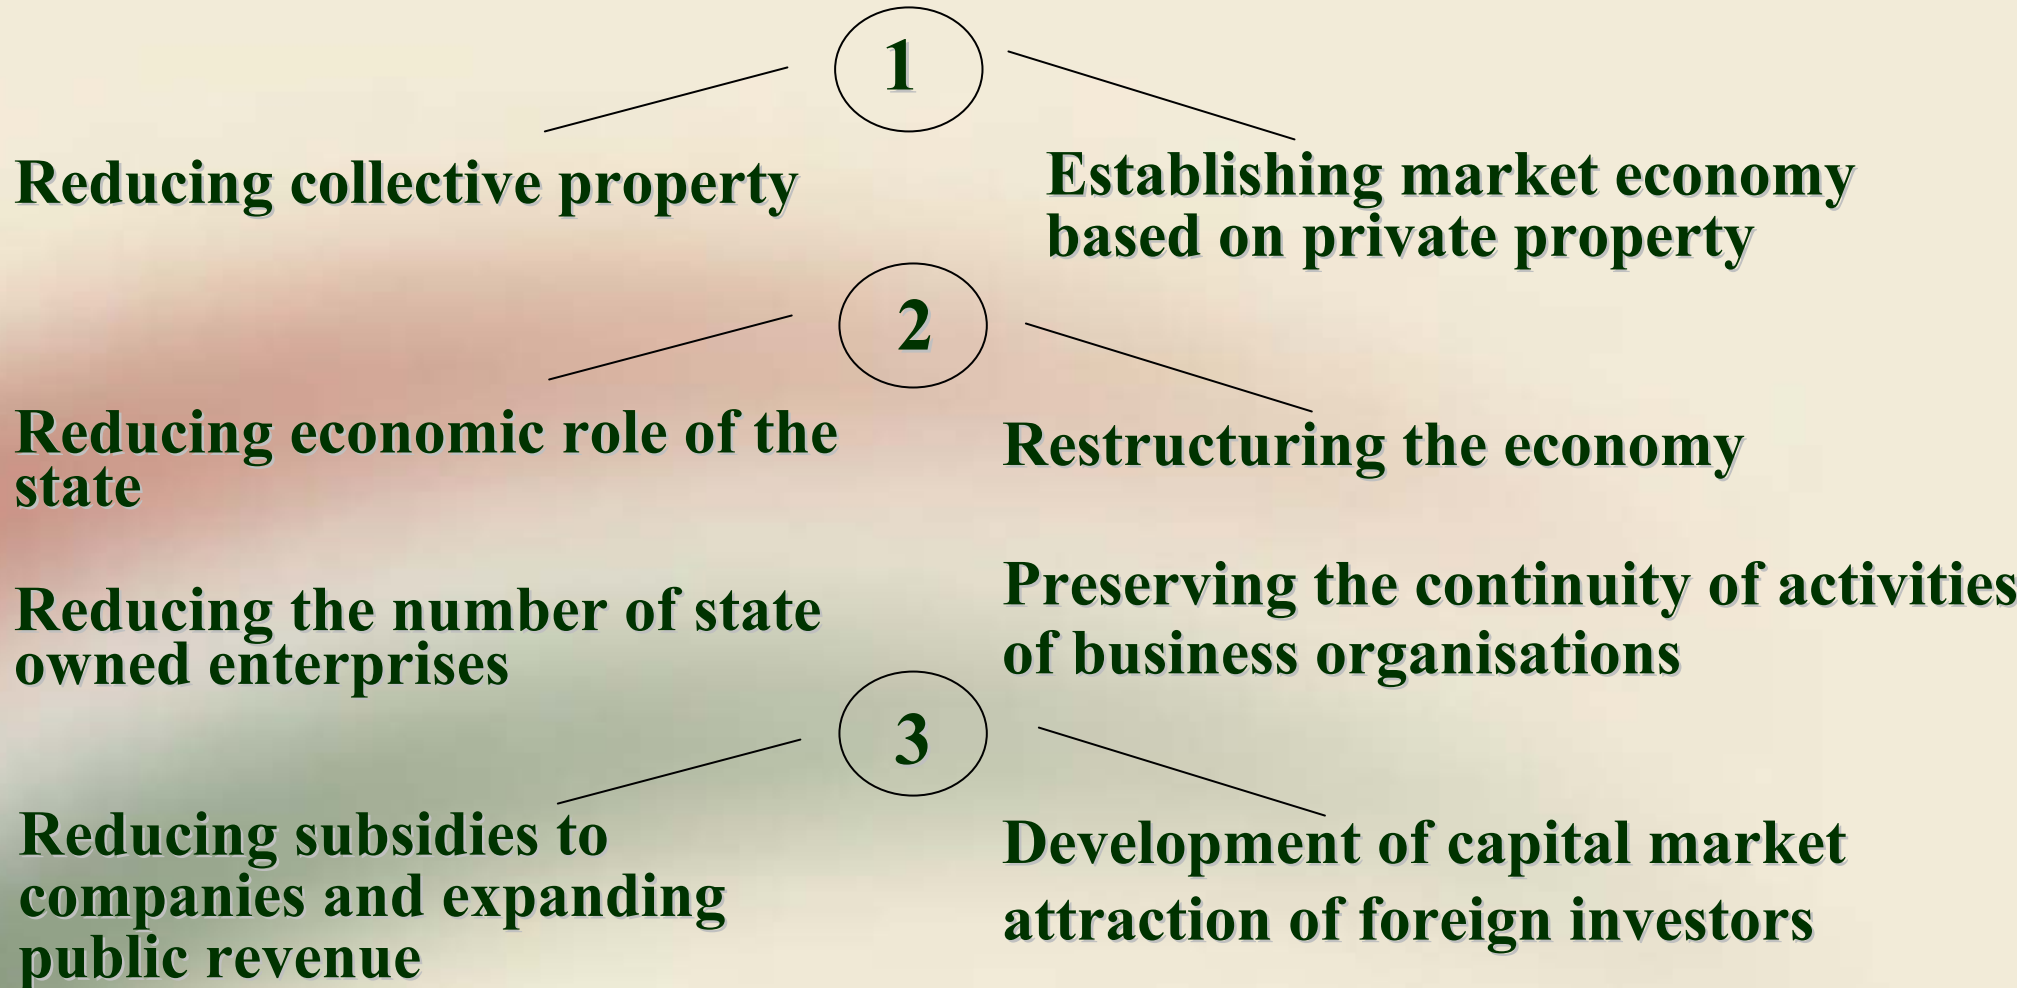 1
Reducing collective property
Establishing market economy
based on private property
2
Reducing economic role of the
state
Restructuring the economy
Reducing the number of state
owned enterprises
Preserving the continuity of activities
of business organisations
3
Reducing subsidies to
companies and expanding
public revenue
Development of capital market
attraction of foreign investors